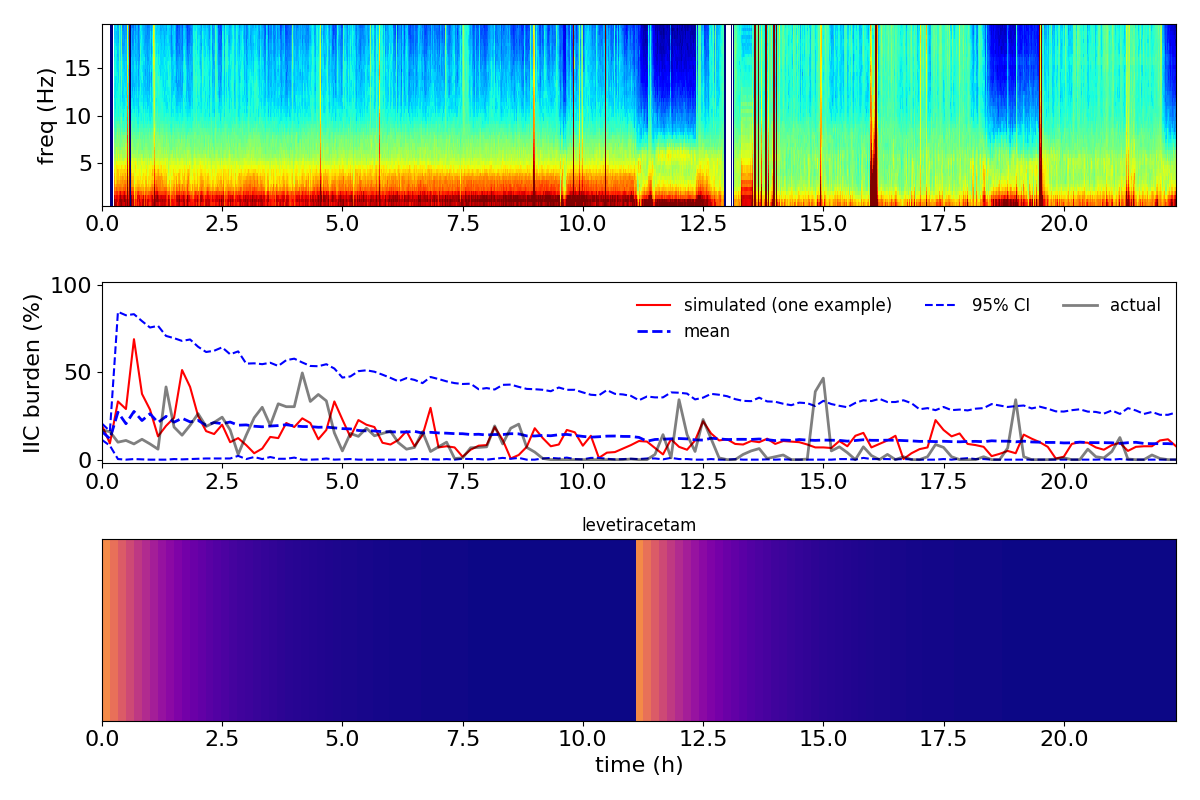 freq (Hz)
15
10
5
0.0 2.5 5.0 7.5 10.0 12.5 15.0 17.5 20.0
IIC burden (%)
100
50
0
simulated (one example) 95% CI actual
mean
0.0 2.5 5.0 7.5 10.0 12.5 15.0 17.5 20.0
levetiracetam
0.0 2.5 5.0 7.5 10.0 12.5 15.0 17.5 20.0
time (h)